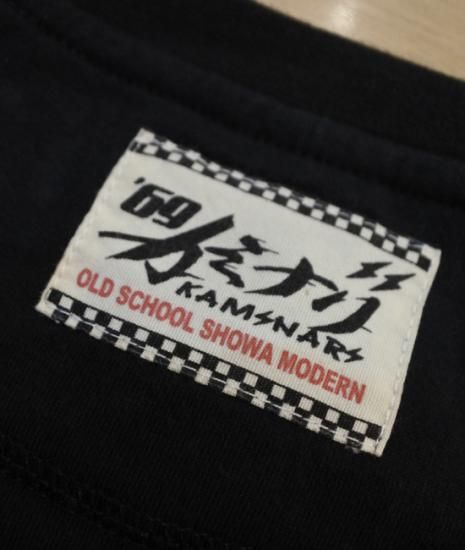 '69
カミナリ
KAMINARI
OLD SCHOOL SHOWA MODERN